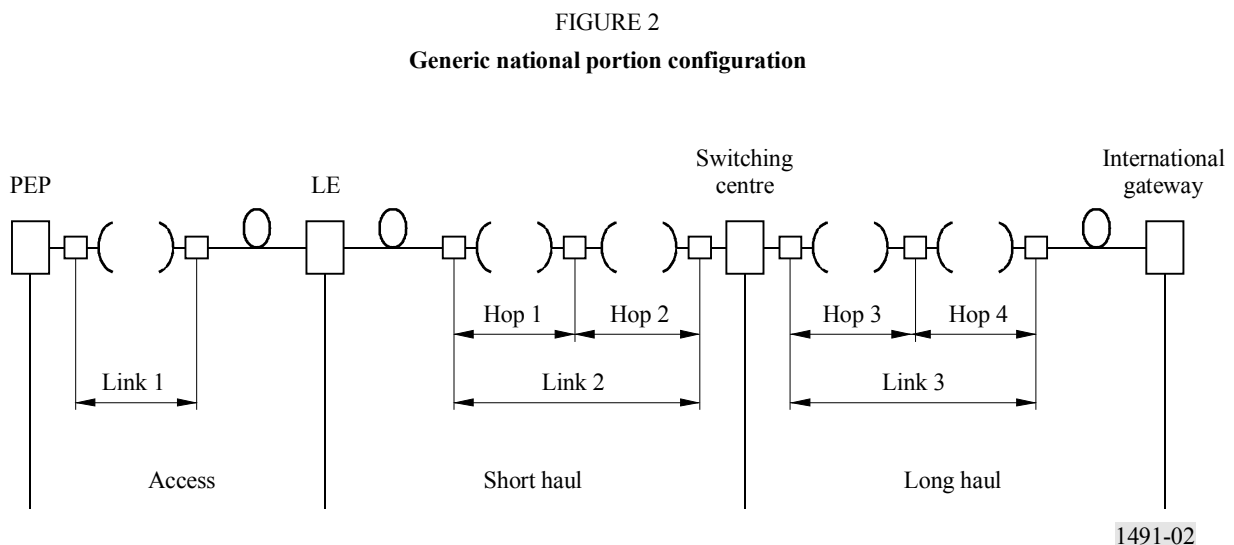 FIGURE 2
Generic national portion configuration
PEP
LE
Switching
centre
International
gateway
Hop 1
Hop 2
Hop 3
Hop 4
Link 1
Link 2
Link 3
Access
Short haul
Long haul
1491-02